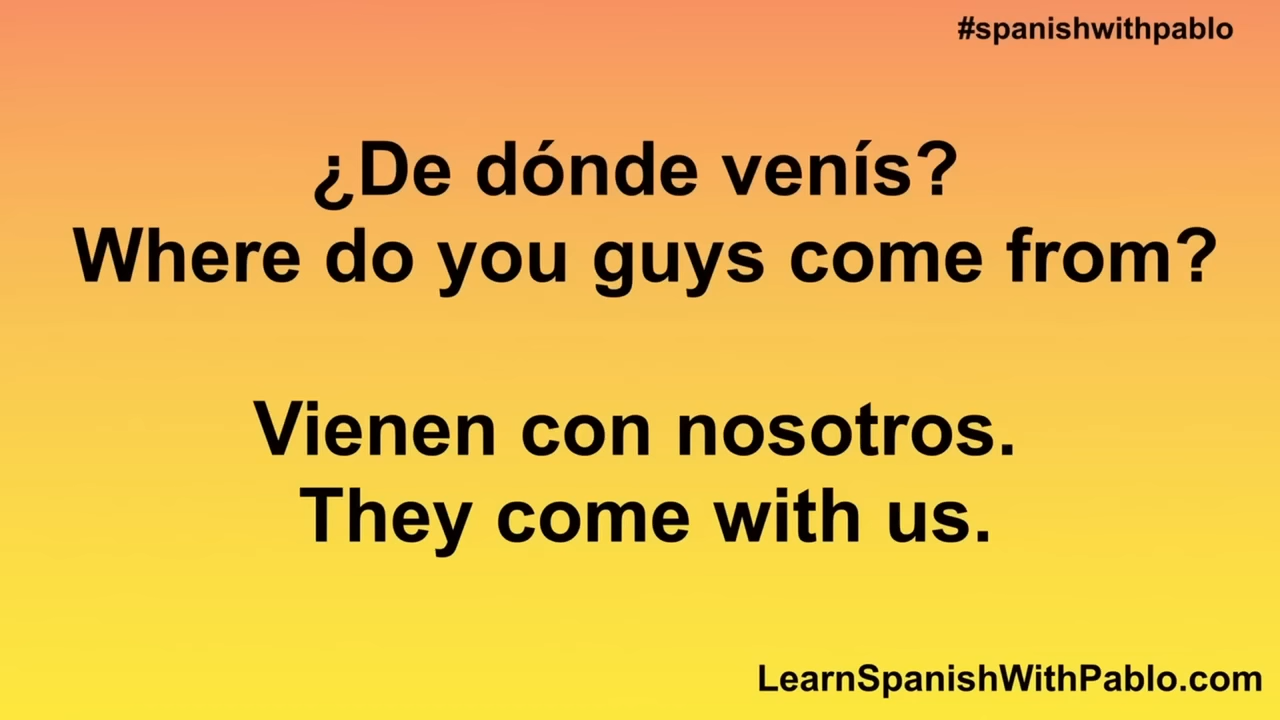 #spanishwithpablo
¿De dónde venís?
Where do you guys come from?
Vienen con nosotros.
They come with us.
LearnSpanishWithPablo.com